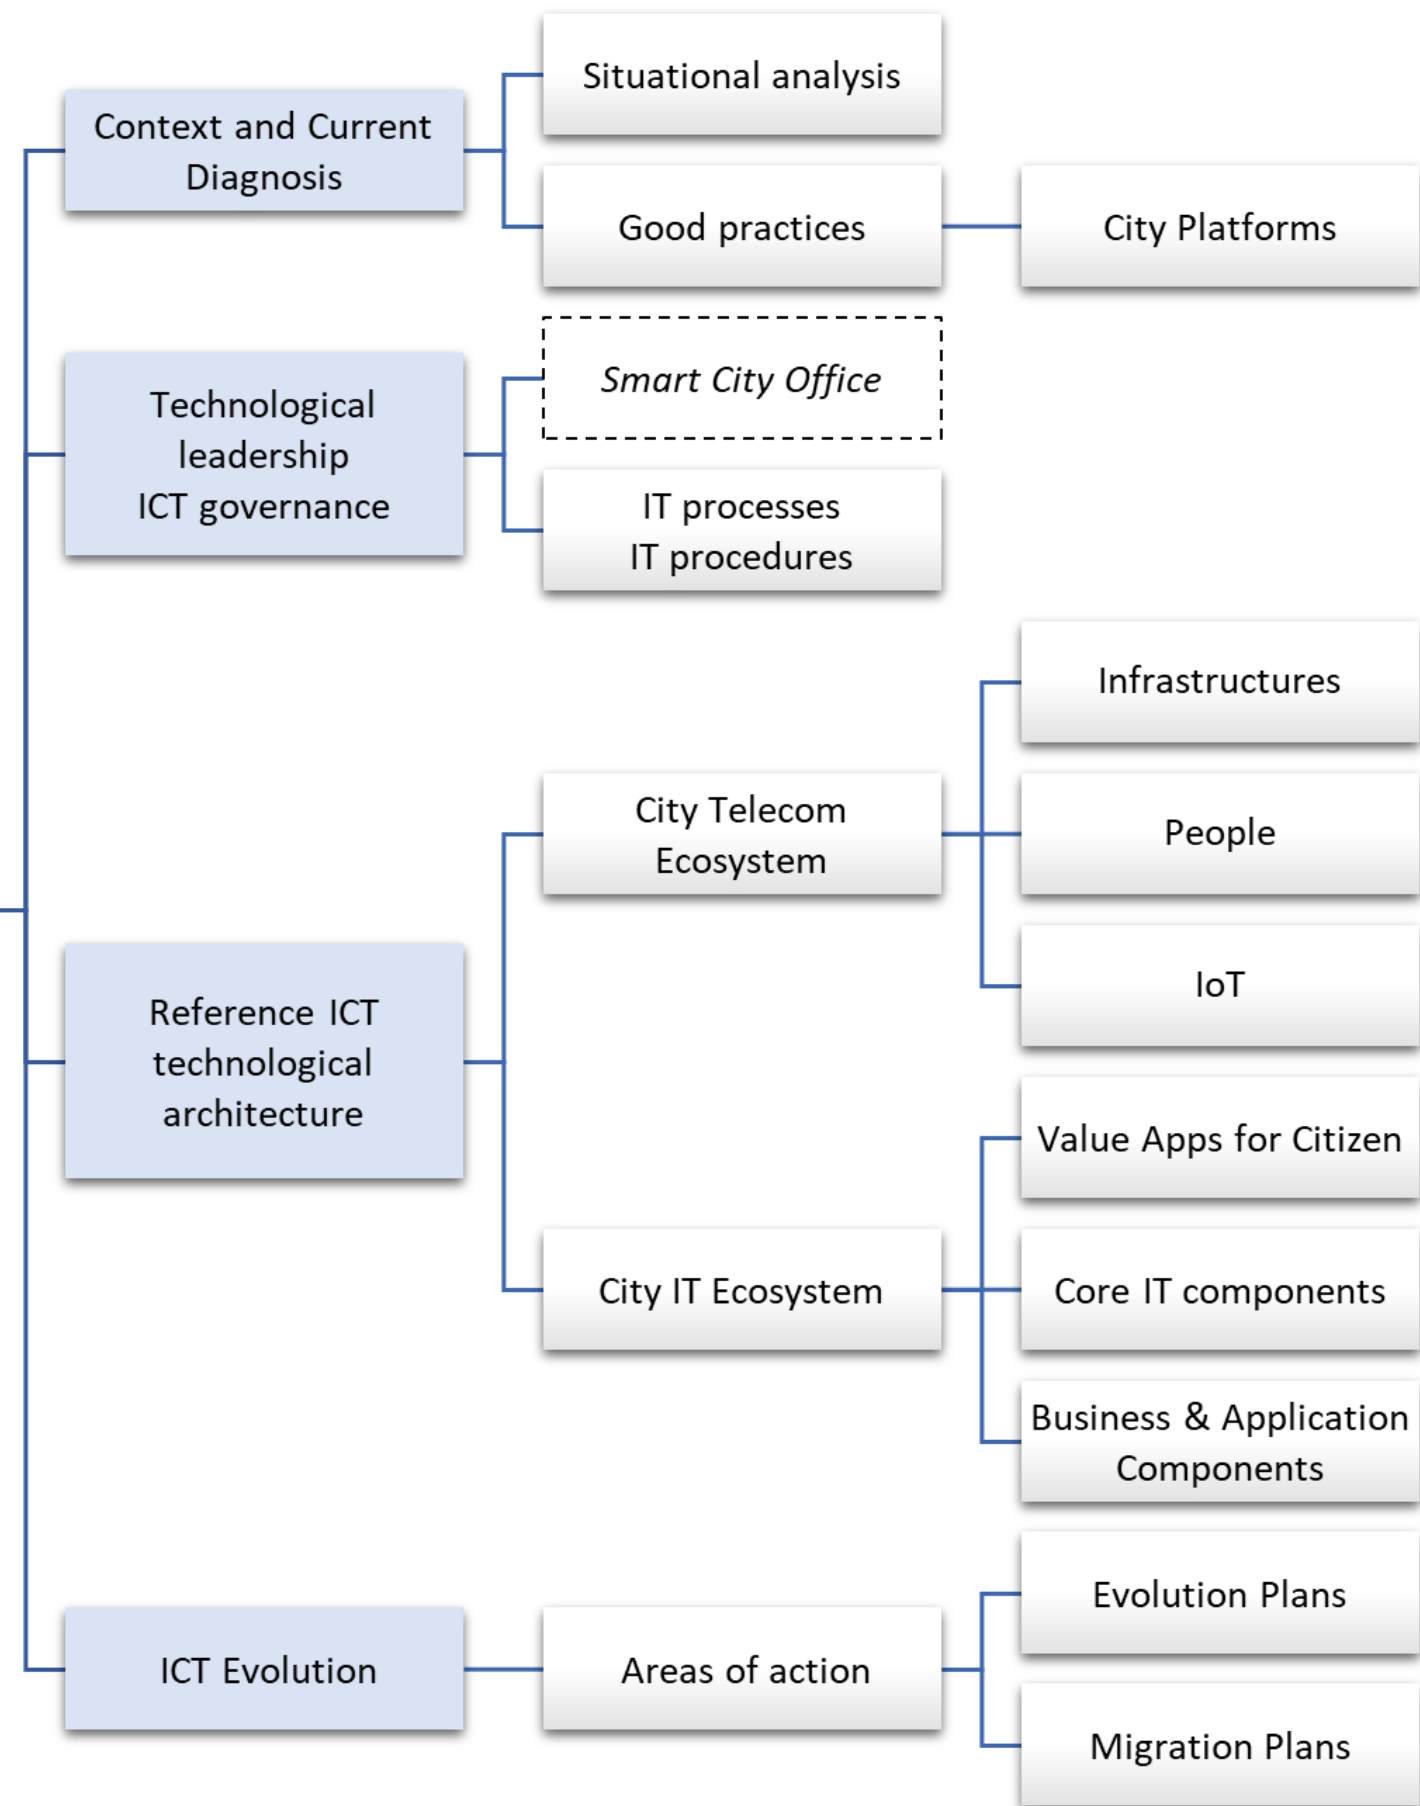 Context and Current
Diagnosis
Situational analysis
Good practices
City Platforms
Technological
leadership
ICT governance
Smart City Office
IT processes
IT procedures
Reference ICT
technological
architecture
City Telecom
Ecosystem
Infrastructures
People
IoT
City IT Ecosystem
Value Apps for Citizen
Core IT components
Business & Application
Components
ICT Evolution
Areas of action
Evolution Plans
Migration Plans